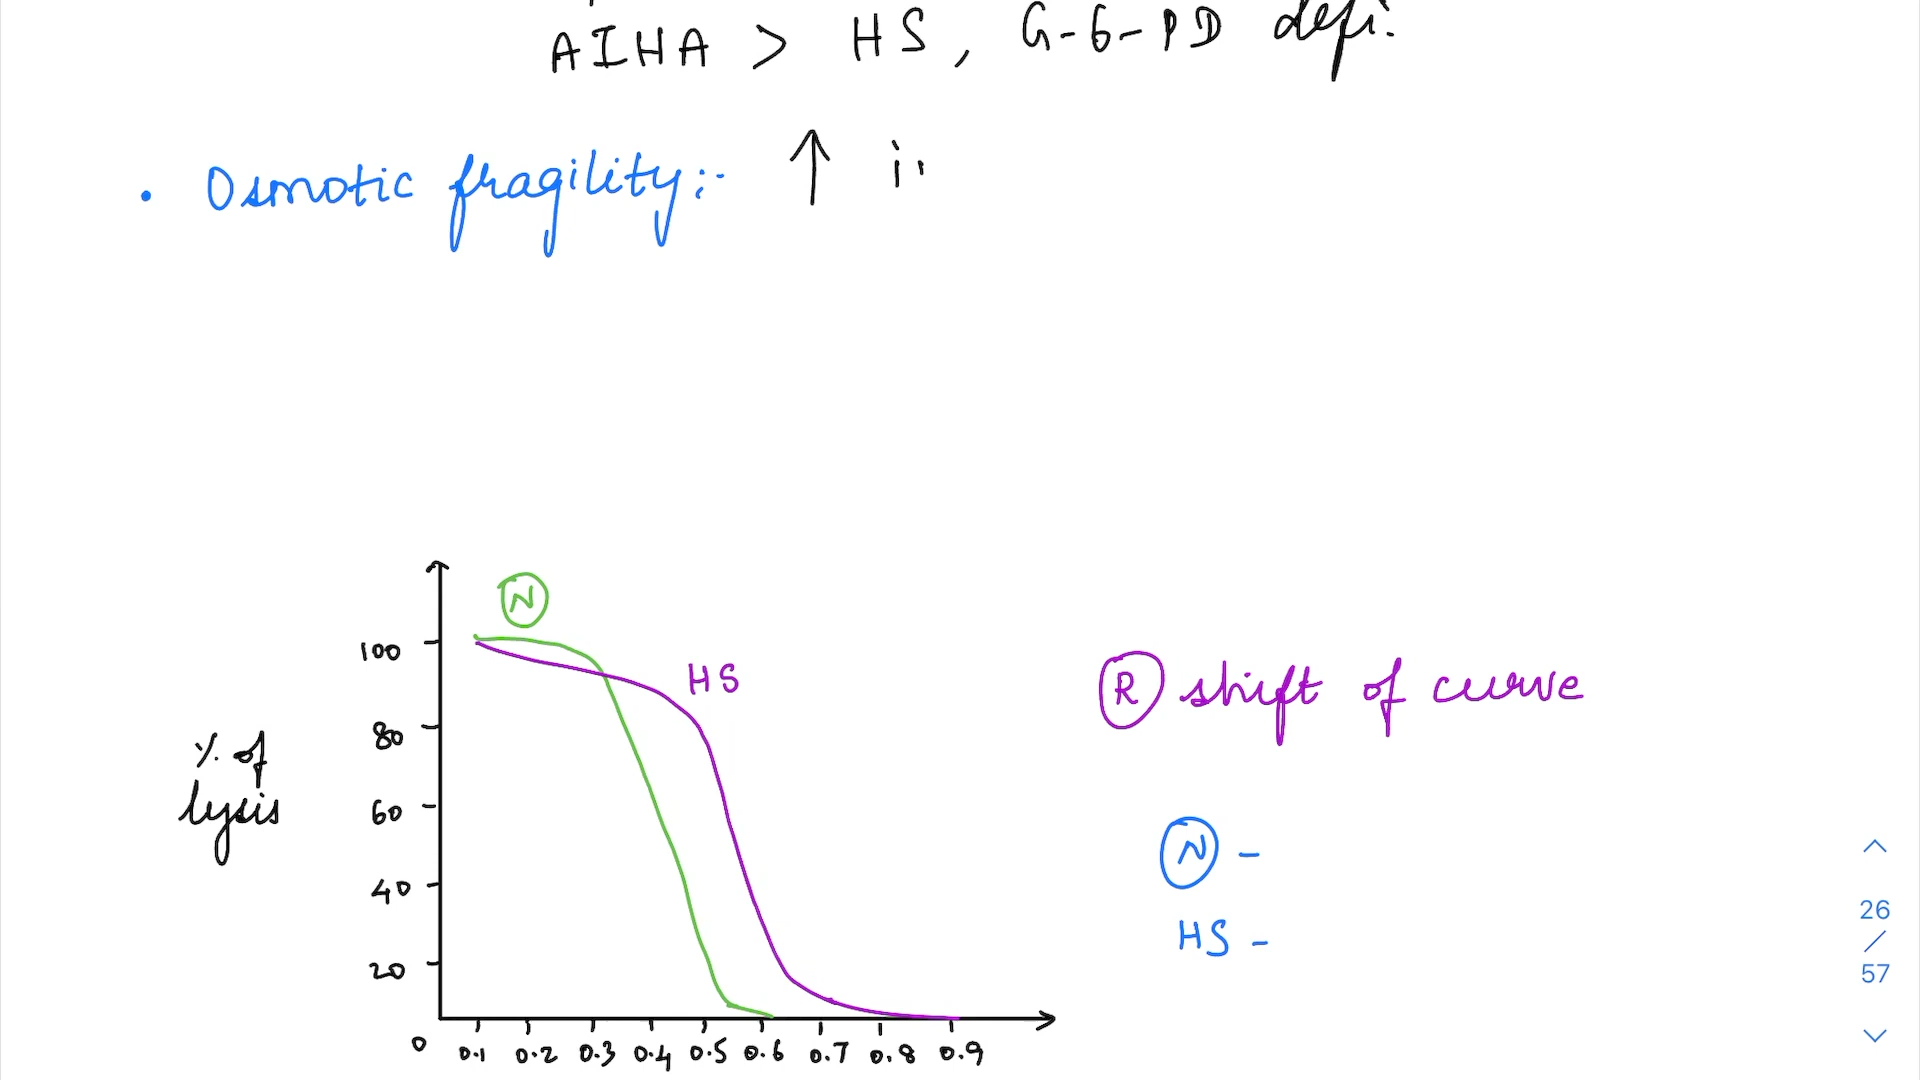 AIHA > HS, G-6-PD defi.
• Osmotic fragility:- ↑
N
100
HS
R shift of curve
80
% of
lysis
60
N -
40
HS -
26
/
57
20
0 0.1 0.2 0.3 0.4 0.5 0.6 0.7 0.8 0.9